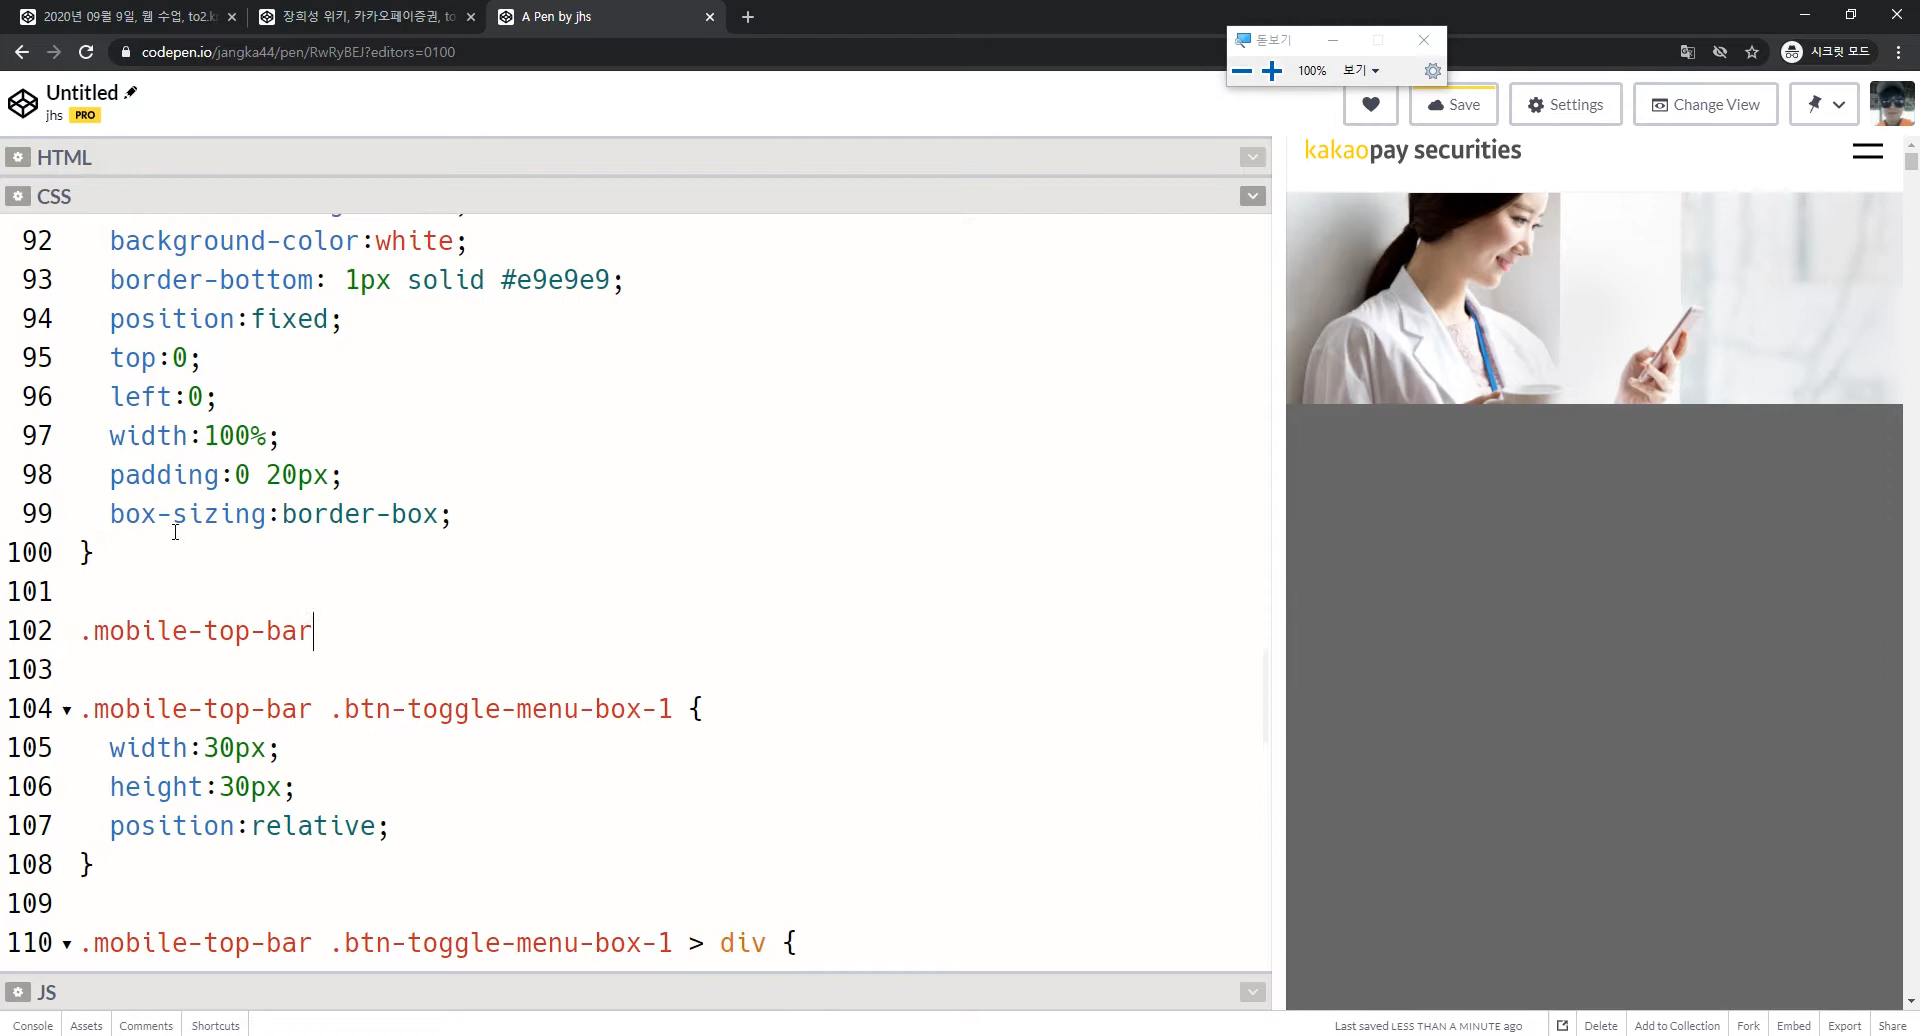 2020년 09월 9일, 웹 수업, to2.kr
장희성 위키, 카카오페이증권, to
A Pen by jhs
codepen.io/jangka44/pen/RwRyBEJ?editors=0100
시크릿 모드
돋보기
100%
보기
Untitled
jhs
PRO
Save
Settings
Change View
HTML
CSS
92 background-color:white;
93 border-bottom: 1px solid #e9e9e9;
94 position:fixed;
95 top:0;
96 left:0;
97 width:100%;
98 padding:0 20px;
99 box-sizing:border-box;
100 }
101
102 .mobile-top-bar
103
104 .mobile-top-bar .btn-toggle-menu-box-1 {
105 width:30px;
106 height:30px;
107 position:relative;
108 }
109
110 .mobile-top-bar .btn-toggle-menu-box-1 > div {
kakaopay securities
JS
Console
Assets
Comments
Shortcuts
Last saved LESS THAN A MINUTE ago
Delete
Add to Collection
Fork
Embed
Export
Share